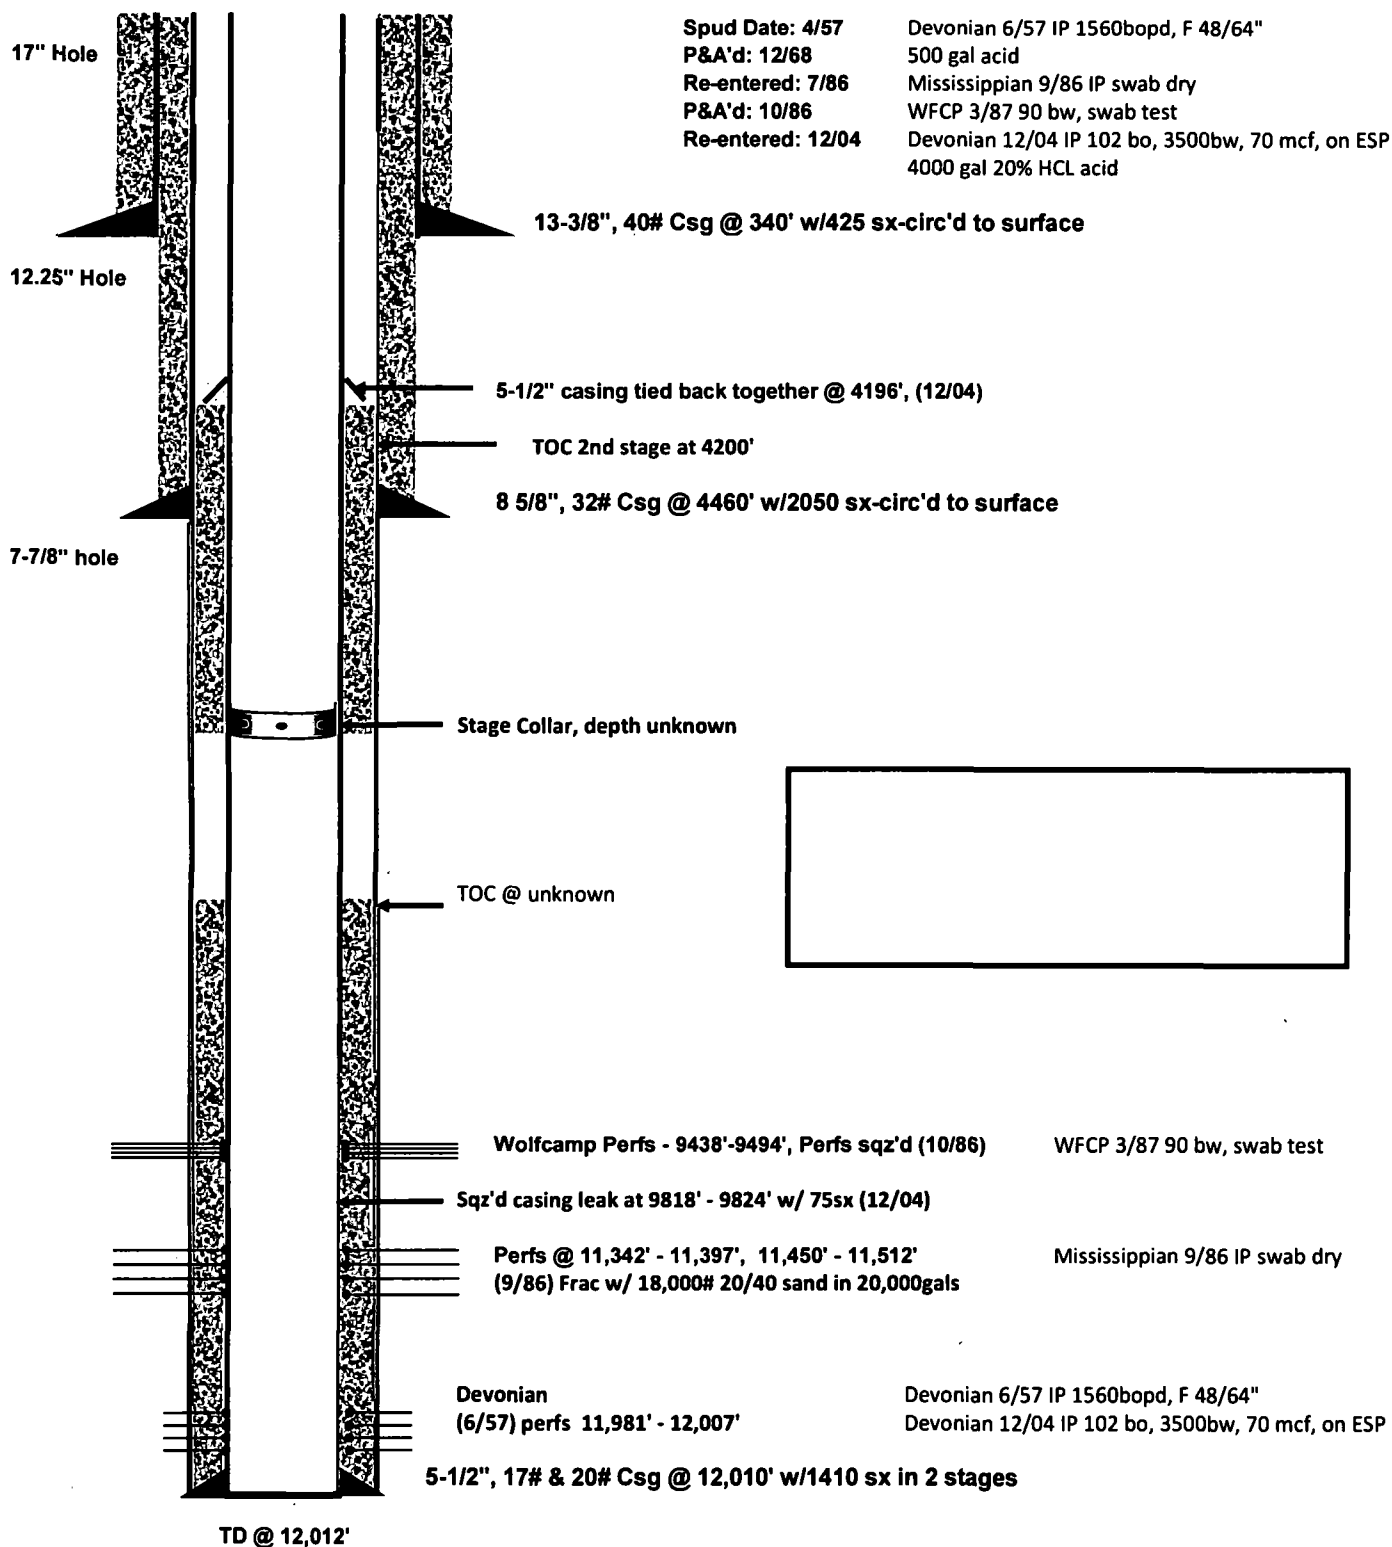 Spud Date: 4/57 Devonian 6/57 IP 1560bopd, F 48/64"
17" Hole
P&A'd: 12/68 500 gal acid
Re-entered: 7/86 Mississippian 9/86 IP swab dry
P&A'd: 10/86 WFCP 3/87 90 bw, swab test
Re-entered: 12/04 Devonian 12/04 IP 102 bo, 3500bw, 70 mcf, on ESP
4000 gal 20% HCL acid
13-3/8", 40# Csg @ 340' w/425 sx-circ'd to surface
12.25" Hole
5-1/2" casing tied back together @ 4196', (12/04)
TOC 2nd stage at 4200'
8 5/8", 32# Csg @ 4460' w/2050 sx-circ'd to surface
7-7/8" hole
Stage Collar, depth unknown
TOC @ unknown
Wolfcamp Perfs - 9438'-9494', Perfs sqz'd (10/86) WFCP 3/87 90 bw, swab test
Sqz'd casing leak at 9818' - 9824' w/ 75sx (12/04)
Perfs @ 11,342' - 11,397', 11,450' - 11,512' Mississippian 9/86 IP swab dry
(9/86) Frac w/ 18,000# 20/40 sand in 20,000gals
Devonian Devonian 6/57 IP 1560bopd, F 48/64"
(6/57) perfs 11,981' - 12,007' Devonian 12/04 IP 102 bo, 3500bw, 70 mcf, on ESP
5-1/2", 17# & 20# Csg @ 12,010' w/1410 sx in 2 stages
TD @ 12,012'